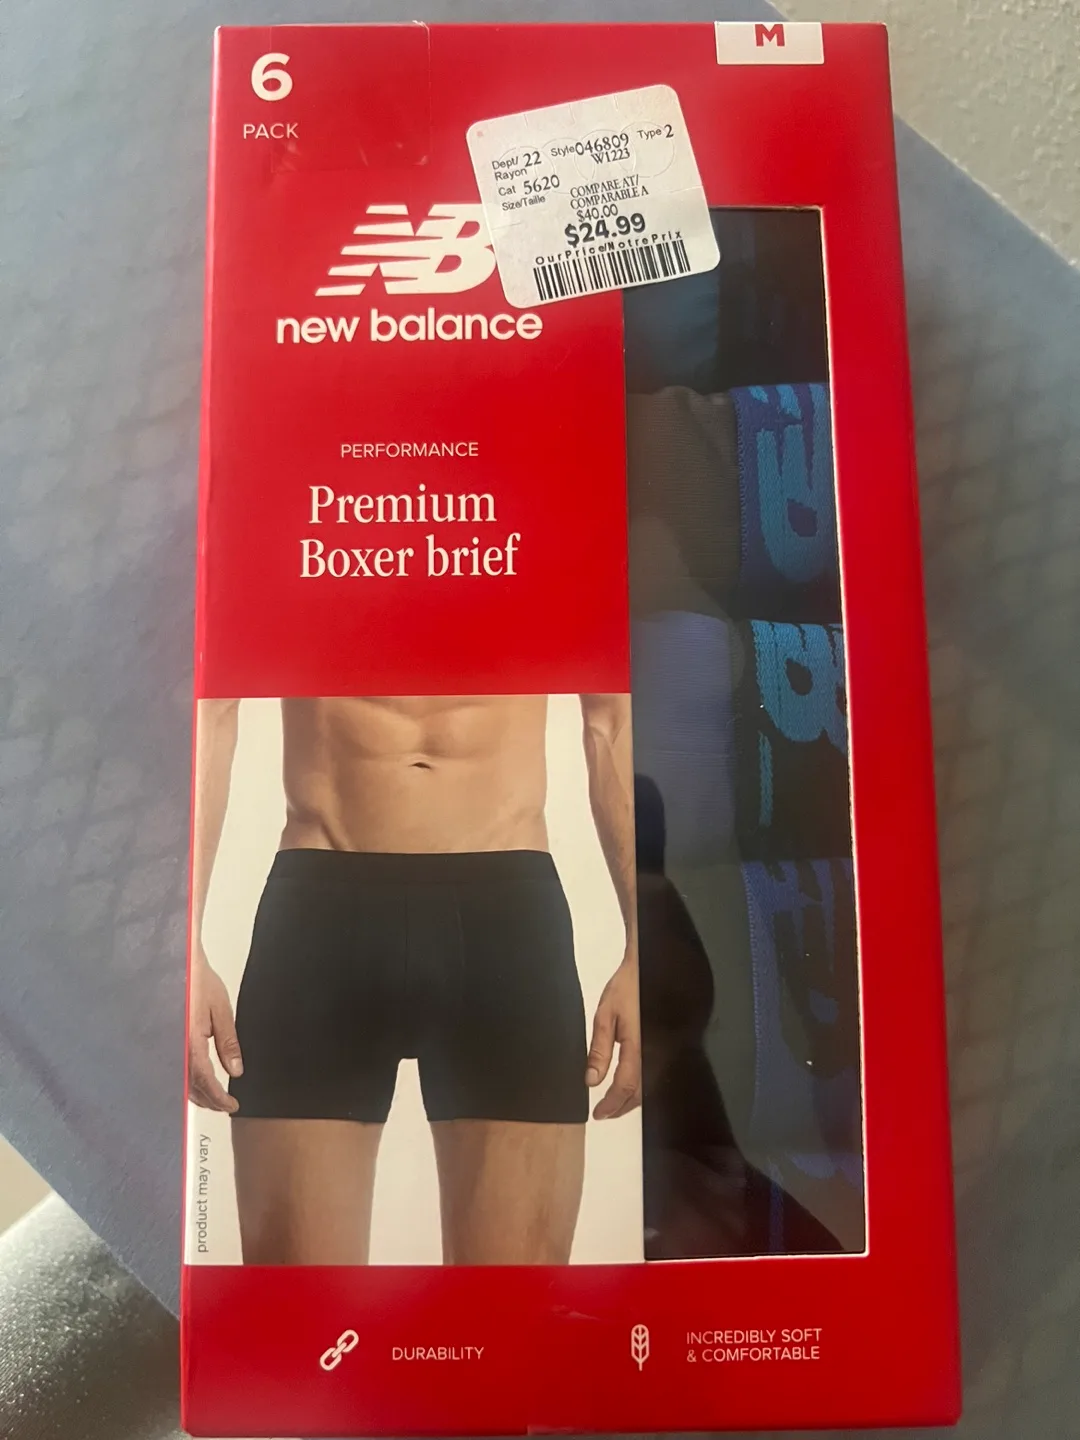 6
PACK
M
Dept/ 22 Style 046809 Type 2
Rayon W1223
Cat 5620
Size/Taille
COMPARE AT/
COMPARABLE A
$40.00
$24.99
OurPrice/NotrePrix
NB
new balance
PERFORMANCE
Premium
Boxer brief
product may vary
DURABILITY
INCREDIBLY SOFT
& COMFORTABLE